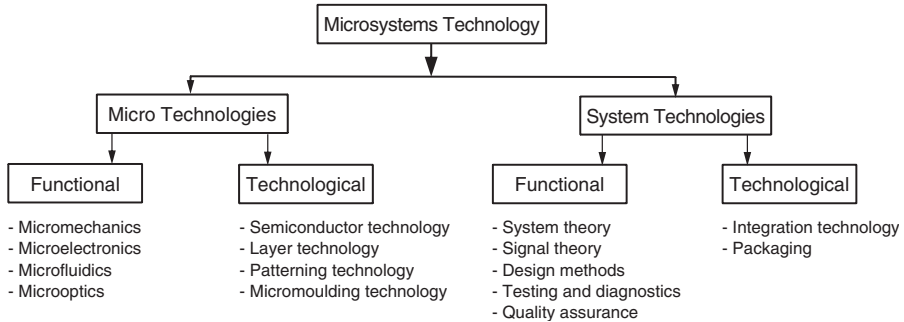 Microsystems Technology
Micro Technologies
System Technologies
Functional
Technological
Functional
Technological
- Micromechanics
- Microelectronics
- Microfluidics
- Microoptics
- Semiconductor technology
- Layer technology
- Patterning technology
- Micromoulding technology
- System theory
- Signal theory
- Design methods
- Testing and diagnostics
- Quality assurance
- Integration technology
- Packaging